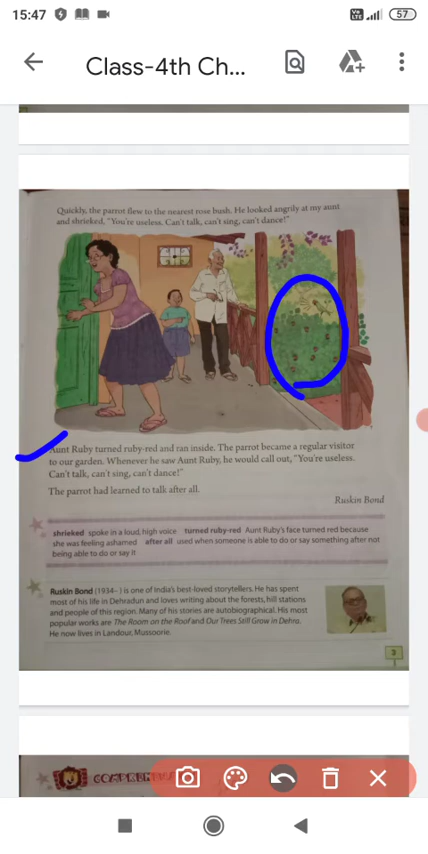 15:47
Vo LTE
57
Class-4th Ch...
Quickly, the parrot flew to the nearest rose bush. He looked angrily at my aunt
and shrieked. "You're useless. Can't talk, can't sing, can't dance!"
Aunt Ruby turned ruby-red and ran inside. The parrot became a regular visitor
to our garden. Whenever he saw Aunt Ruby, he would call out, "You're useless.
Can't talk, can't sing, can't dance!"
The parrot had learned to talk after all.
Ruskin Bond
shrieked spoke in a loud, high voice turned ruby-red Aunt Ruby's face turned red because
she was feeling ashamed after all used when someone is able to do or say something after not
being able to do or say it
Ruskin Bond (1934- ) is one of India's best-loved storytellers. He has spent
most of his life in Dehradun and loves writing about the forests, hill stations
and people of this region. Many of his stories are autobiographical. His most
popular works are The Room on the Roof and Our Trees Still Grow in Dehra.
He now lives in Landour, Mussoorie.
3